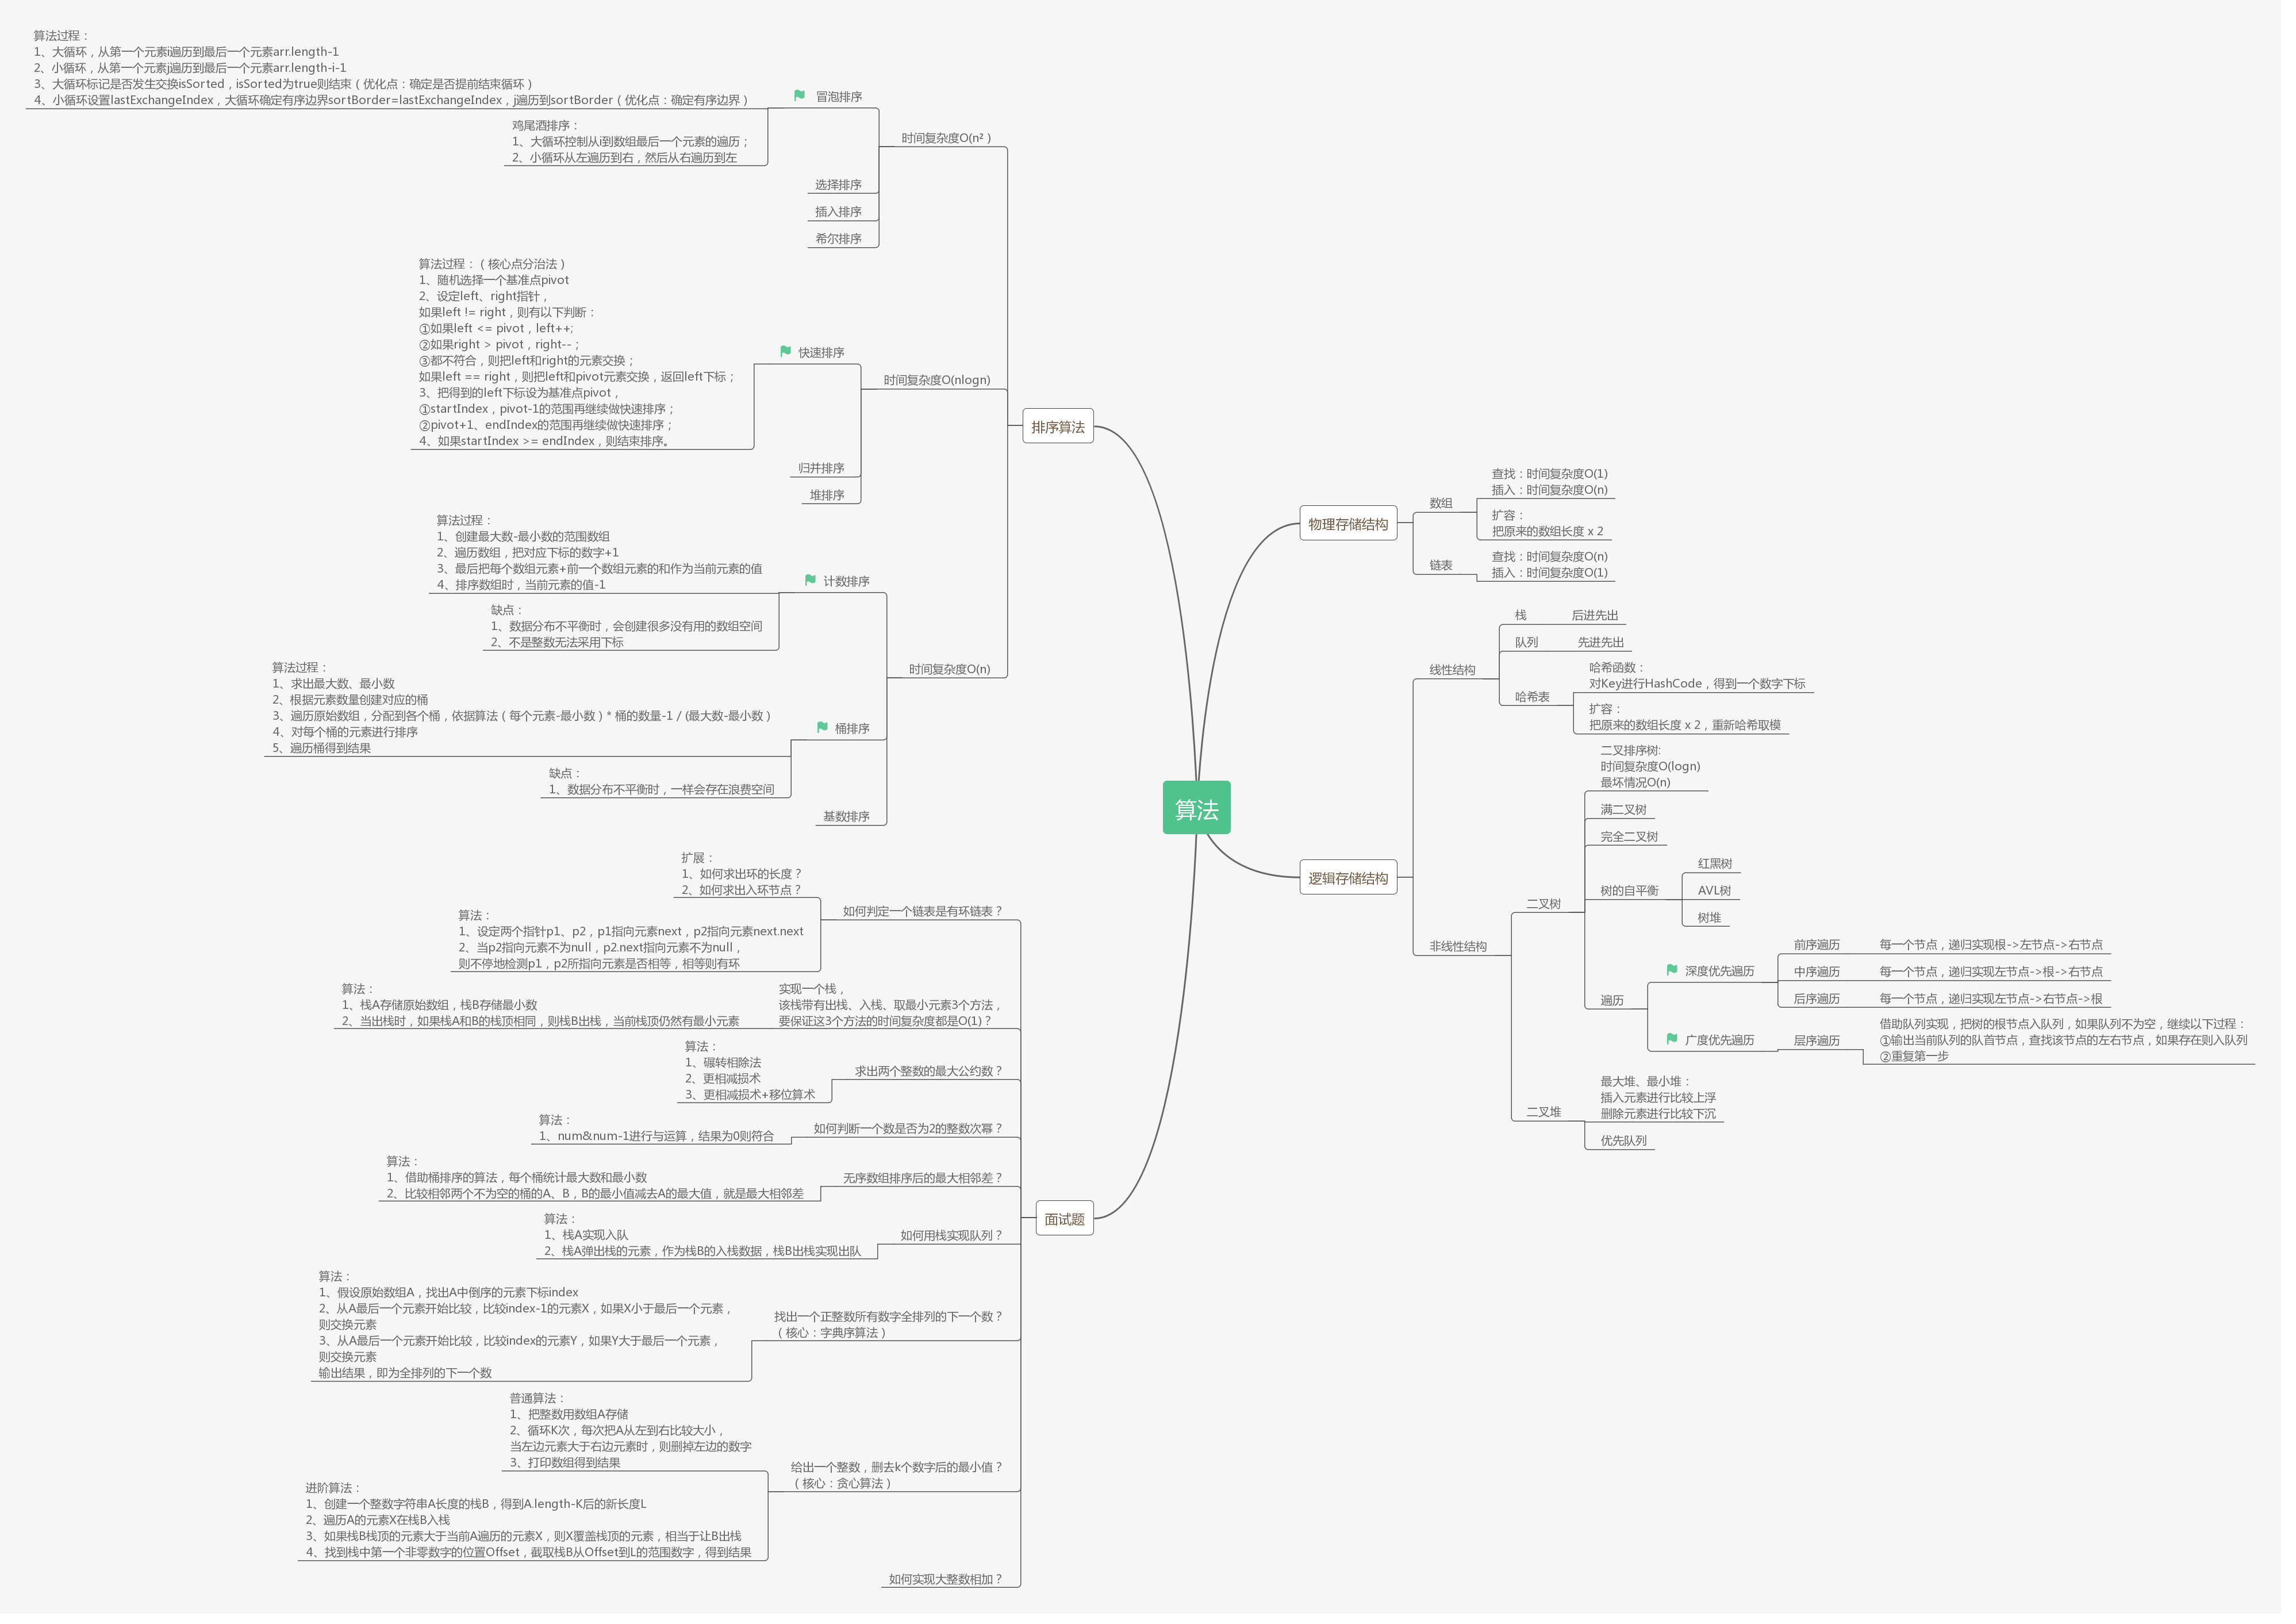 算法
排序算法
时间复杂度O(n²)
冒泡排序
算法过程：
1、大循环，从第一个元素i遍历到最后一个元素arr.length-1
2、小循环，从第一个元素j遍历到最后一个元素arr.length-i-1
3、大循环标记是否发生交换isSorted，isSorted为true则结束（优化点：确定是否提前结束循环）
4、小循环设置lastExchangeIndex，大循环确定有序边界sortBorder=lastExchangeIndex，j遍历到sortBorder（优化点：确定有序边界）
鸡尾酒排序：
1、大循环控制从i到数组最后一个元素的遍历；
2、小循环从左遍历到右，然后从右遍历到左
选择排序
插入排序
希尔排序
时间复杂度O(nlogn)
快速排序
算法过程：（核心点分治法）
1、随机选择一个基准点pivot
2、设定left、right指针，
如果left != right，则有以下判断：
①如果left <= pivot，left++;
②如果right > pivot，right--；
③都不符合，则把left和right的元素交换；
如果left == right，则把left和pivot元素交换，返回left下标；
3、把得到的left下标设为基准点pivot，
①startIndex，pivot-1的范围再继续做快速排序；
②pivot+1、endIndex的范围再继续做快速排序；
4、如果startIndex >= endIndex，则结束排序。
归并排序
堆排序
时间复杂度O(n)
计数排序
算法过程：
1、创建最大数-最小数的范围数组
2、遍历数组，把对应下标的数字+1
3、最后把每个数组元素+前一个数组元素的和作为当前元素的值
4、排序数组时，当前元素的值-1
缺点：
1、数据分布不平衡时，会创建很多没有用的数组空间
2、不是整数无法采用下标
桶排序
算法过程：
1、求出最大数、最小数
2、根据元素数量创建对应的桶
3、遍历原始数组，分配到各个桶，依据算法（每个元素-最小数）* 桶的数量-1 / (最大数-最小数）
4、对每个桶的元素进行排序
5、遍历桶得到结果
缺点：
1、数据分布不平衡时，一样会存在浪费空间
基数排序
面试题
如何判定一个链表是有环链表？
扩展：
1、如何求出环的长度？
2、如何求出入环节点？
算法：
1、设定两个指针p1、p2，p1指向元素next，p2指向元素next.next
2、当p2指向元素不为null，p2.next指向元素不为null，
则不停地检测p1，p2所指向元素是否相等，相等则有环
实现一个栈，
该栈带有出栈、入栈、取最小元素3个方法，
要保证这3个方法的时间复杂度都是O(1)？
算法：
1、栈A存储原始数组，栈B存储最小数
2、当出栈时，如果栈A和B的栈顶相同，则栈B出栈，当前栈顶仍然有最小元素
求出两个整数的最大公约数？
算法：
1、碾转相除法
2、更相减损术
3、更相减损术+移位算术
如何判断一个数是否为2的整数次幂？
算法：
1、num&num-1进行与运算，结果为0则符合
无序数组排序后的最大相邻差？
算法：
1、借助桶排序的算法，每个桶统计最大数和最小数
2、比较相邻两个不为空的桶的A、B，B的最小值减去A的最大值，就是最大相邻差
如何用栈实现队列？
算法：
1、栈A实现入队
2、栈A弹出栈的元素，作为栈B的入栈数据，栈B出栈实现出队
找出一个正整数所有数字全排列的下一个数？
（核心：字典序算法）
算法：
1、假设原始数组A，找出A中倒序的元素下标index
2、从A最后一个元素开始比较，比较index-1的元素X，如果X小于最后一个元素，
则交换元素
3、从A最后一个元素开始比较，比较index的元素Y，如果Y大于最后一个元素，
则交换元素
输出结果，即为全排列的下一个数
给出一个整数，删去k个数字后的最小值？
（核心：贪心算法）
普通算法：
1、把整数用数组A存储
2、循环K次，每次把A从左到右比较大小，
当左边元素大于右边元素时，则删掉左边的数字
3、打印数组得到结果
进阶算法：
1、创建一个整数字符串A长度的栈B，得到A.length-K后的新长度L
2、遍历A的元素X在栈B入栈
3、如果栈B栈顶的元素大于当前A遍历的元素X，则X覆盖栈顶的元素，相当于让B出栈
4、找到栈中第一个非零数字的位置Offset，截取栈B从Offset到L的范围数字，得到结果
如何实现大整数相加？
物理存储结构
数组
查找：时间复杂度O(1)
插入：时间复杂度O(n)
扩容：
把原来的数组长度 x 2
链表
查找：时间复杂度O(n)
插入：时间复杂度O(1)
逻辑存储结构
线性结构
栈
后进先出
队列
先进先出
哈希表
哈希函数：
对Key进行HashCode，得到一个数字下标
扩容：
把原来的数组长度 x 2，重新哈希取模
非线性结构
二叉树
二叉排序树:
时间复杂度O(logn)
最坏情况O(n)
满二叉树
完全二叉树
树的自平衡
红黑树
AVL树
树堆
遍历
深度优先遍历
前序遍历
每一个节点，递归实现根->左节点->右节点
中序遍历
每一个节点，递归实现左节点->根->右节点
后序遍历
每一个节点，递归实现左节点->右节点->根
广度优先遍历
层序遍历
借助队列实现，把树的根节点入队列，如果队列不为空，继续以下过程：
①输出当前队列的队首节点，查找该节点的左右节点，如果存在则入队列
②重复第一步
二叉堆
最大堆、最小堆：
插入元素进行比较上浮
删除元素进行比较下沉
优先队列